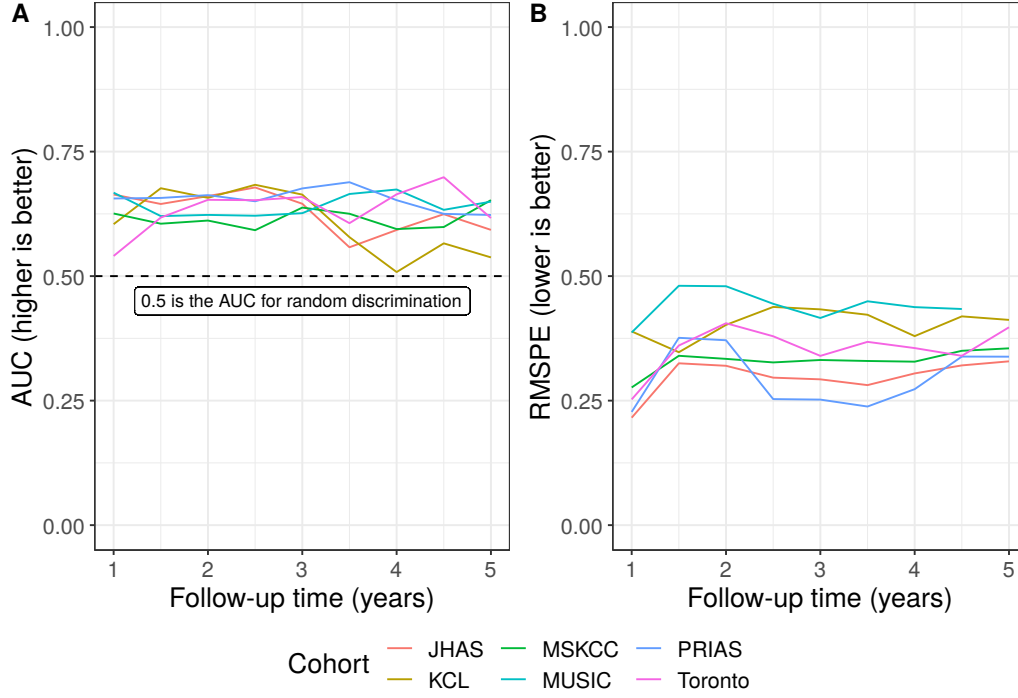 A
1.00
0.75
0.50
0.25
0.00
AUC (higher is better)
0.5 is the AUC for random discrimination
1 2 3 4 5
Follow-up time (years)
B
1.00
0.75
0.50
0.25
0.00
RMSPE (lower is better)
1 2 3 4 5
Follow-up time (years)
Cohort
JHAS MSKCC PRIAS
KCL MUSIC Toronto